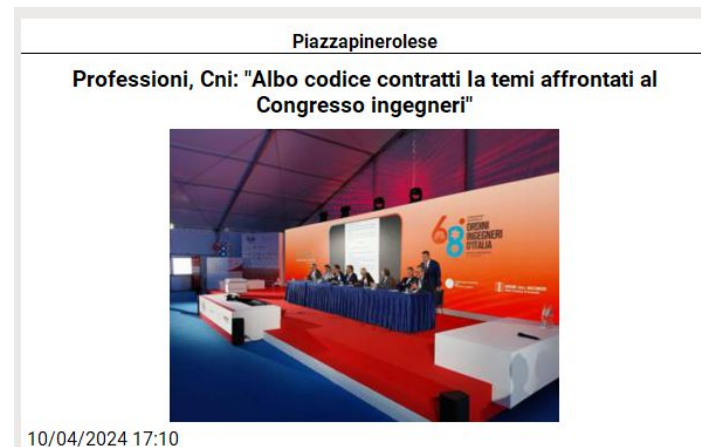 Piazzapinerolese
Professioni, Cni: "Albo codice contratti Ia temi affrontati al
Congresso ingegneri"
68°
ORDINI
INGEGNERI
D'ITALIA
10/04/2024 17:10